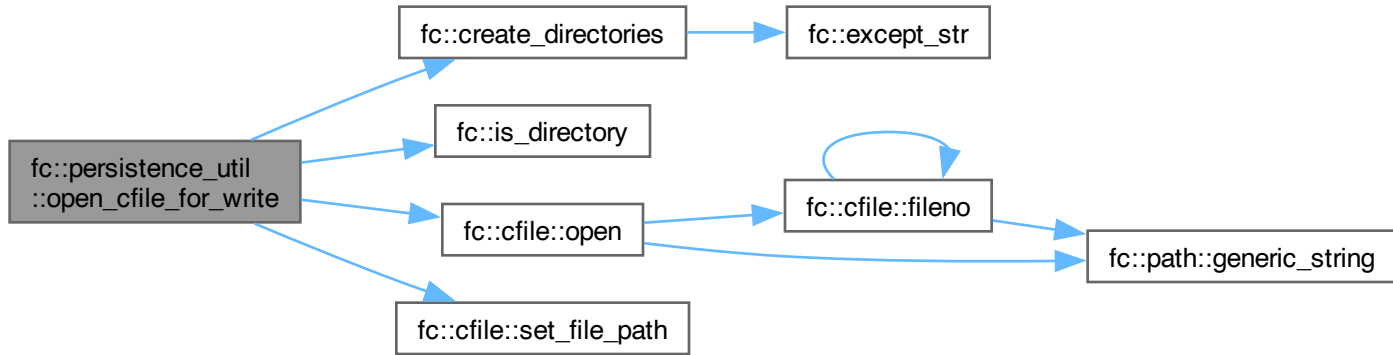 fc::persistence_util
::open_cfile_for_write
fc::create_directories
fc::except_str
fc::is_directory
fc::cfile::open
fc::cfile::fileno
fc::path::generic_string
fc::cfile::set_file_path